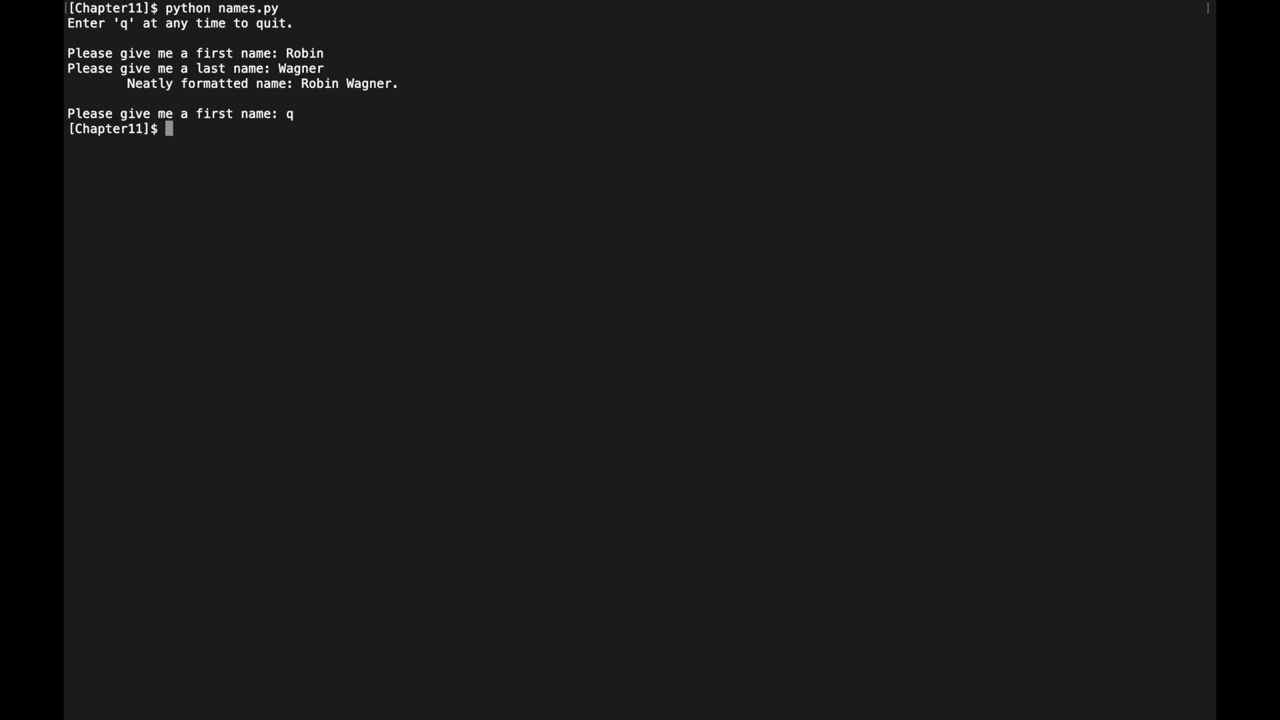 [[Chapter11]$ python names.py ]
Enter 'q' at any time to quit.
Please give me a first name: Robin
Please give me a last name: Wagner
Neatly formatted name: Robin Wagner.
Please give me a first name: q
[Chapter11]$